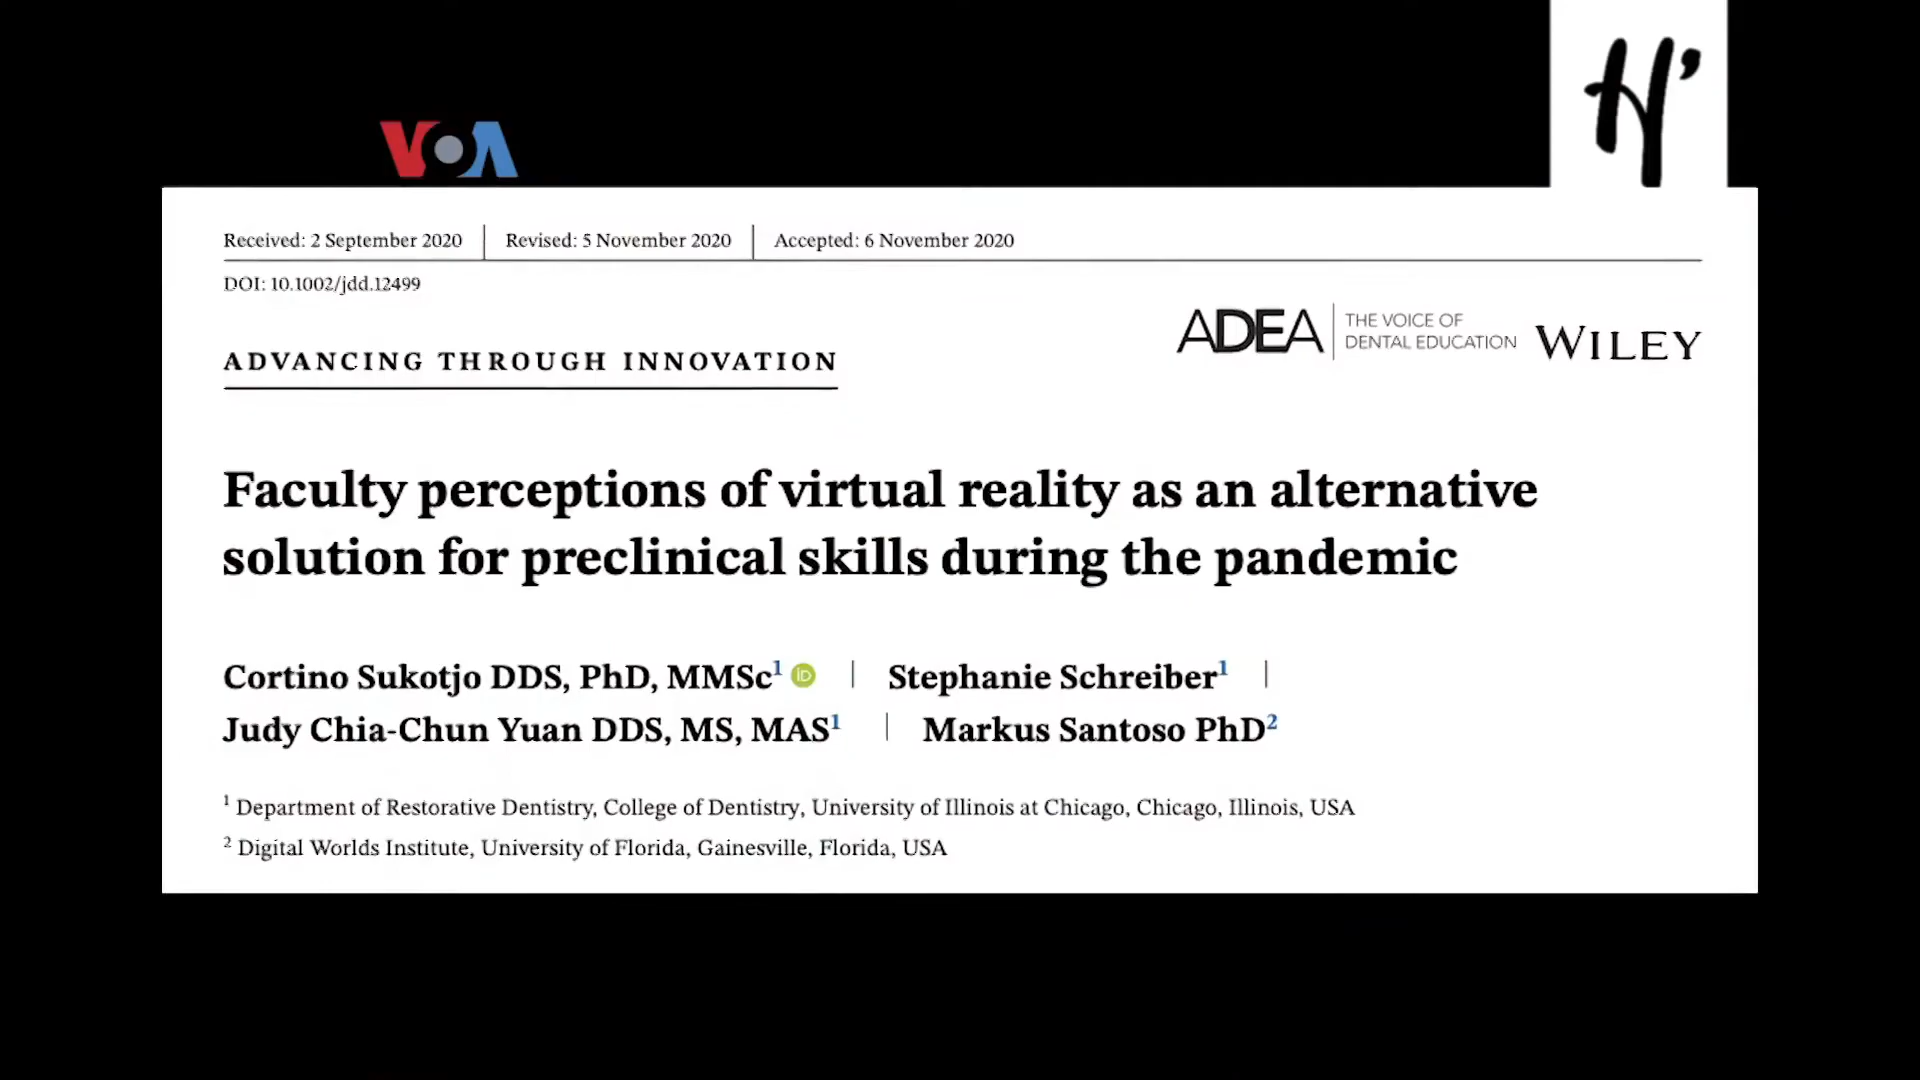 H'
VOA
Received: 2 September 2020 | Revised: 5 November 2020 | Accepted: 6 November 2020
DOI: 10.1002/jdd.12499
ADEA | THE VOICE OF
DENTAL EDUCATION WILEY
ADVANCING THROUGH INNOVATION
Faculty perceptions of virtual reality as an alternative
solution for preclinical skills during the pandemic
Cortino Sukotjo DDS, PhD, MMSc¹ iD | Stephanie Schreiber¹ |
Judy Chia-Chun Yuan DDS, MS, MAS¹ | Markus Santoso PhD²
¹ Department of Restorative Dentistry, College of Dentistry, University of Illinois at Chicago, Chicago, Illinois, USA
² Digital Worlds Institute, University of Florida, Gainesville, Florida, USA